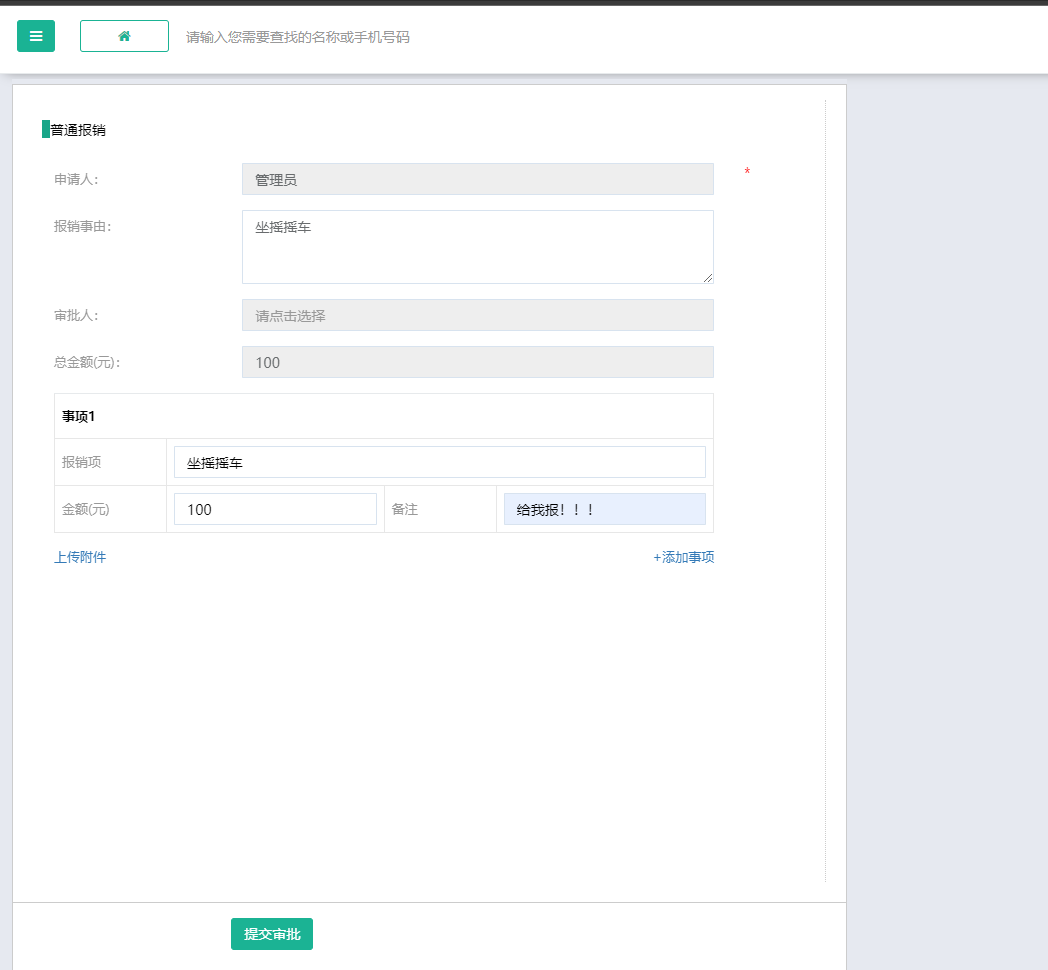 请输入您需要查找的名称或手机号码
普通报销
申请人：
管理员
*
报销事由：
坐摇摇车
审批人：
请点击选择
总金额(元)：
100
事项1
报销项
坐摇摇车
金额(元)
100
备注
给我报！！！
上传附件
+添加事项
提交审批